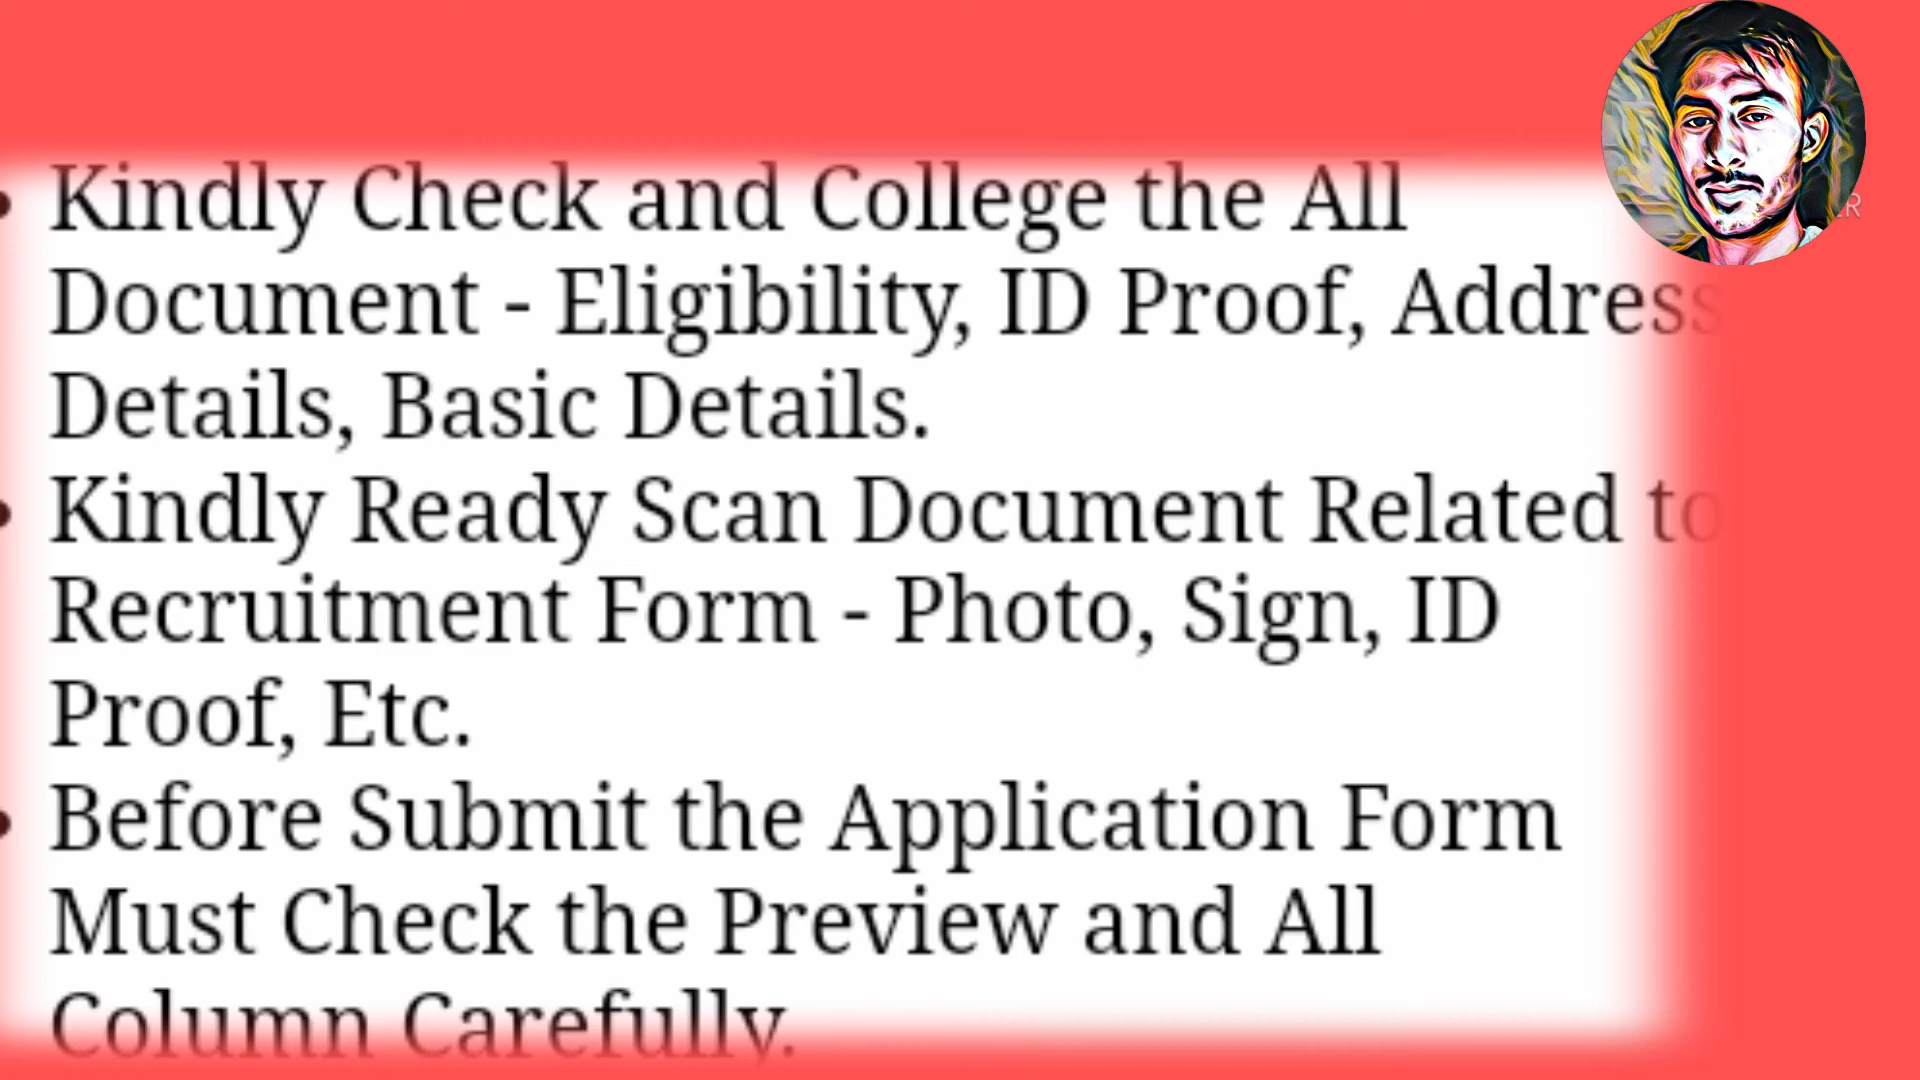 • Kindly Check and College the All
Document - Eligibility, ID Proof, Address
Details, Basic Details.
• Kindly Ready Scan Document Related to
Recruitment Form - Photo, Sign, ID
Proof, Etc.
• Before Submit the Application Form
Must Check the Preview and All
Column Carefully.